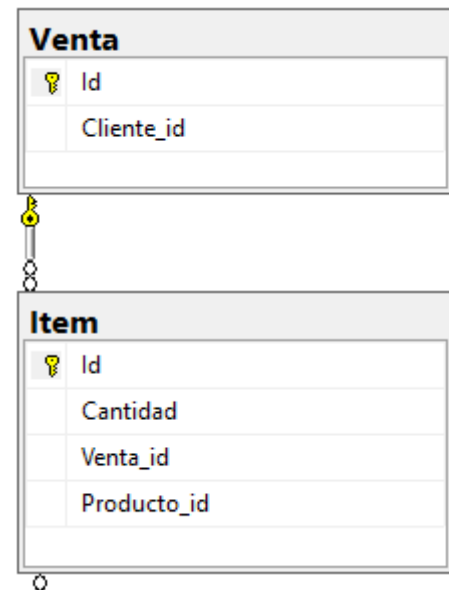 Venta
Id
Cliente_id
Item
Id
Cantidad
Venta_id
Producto_id